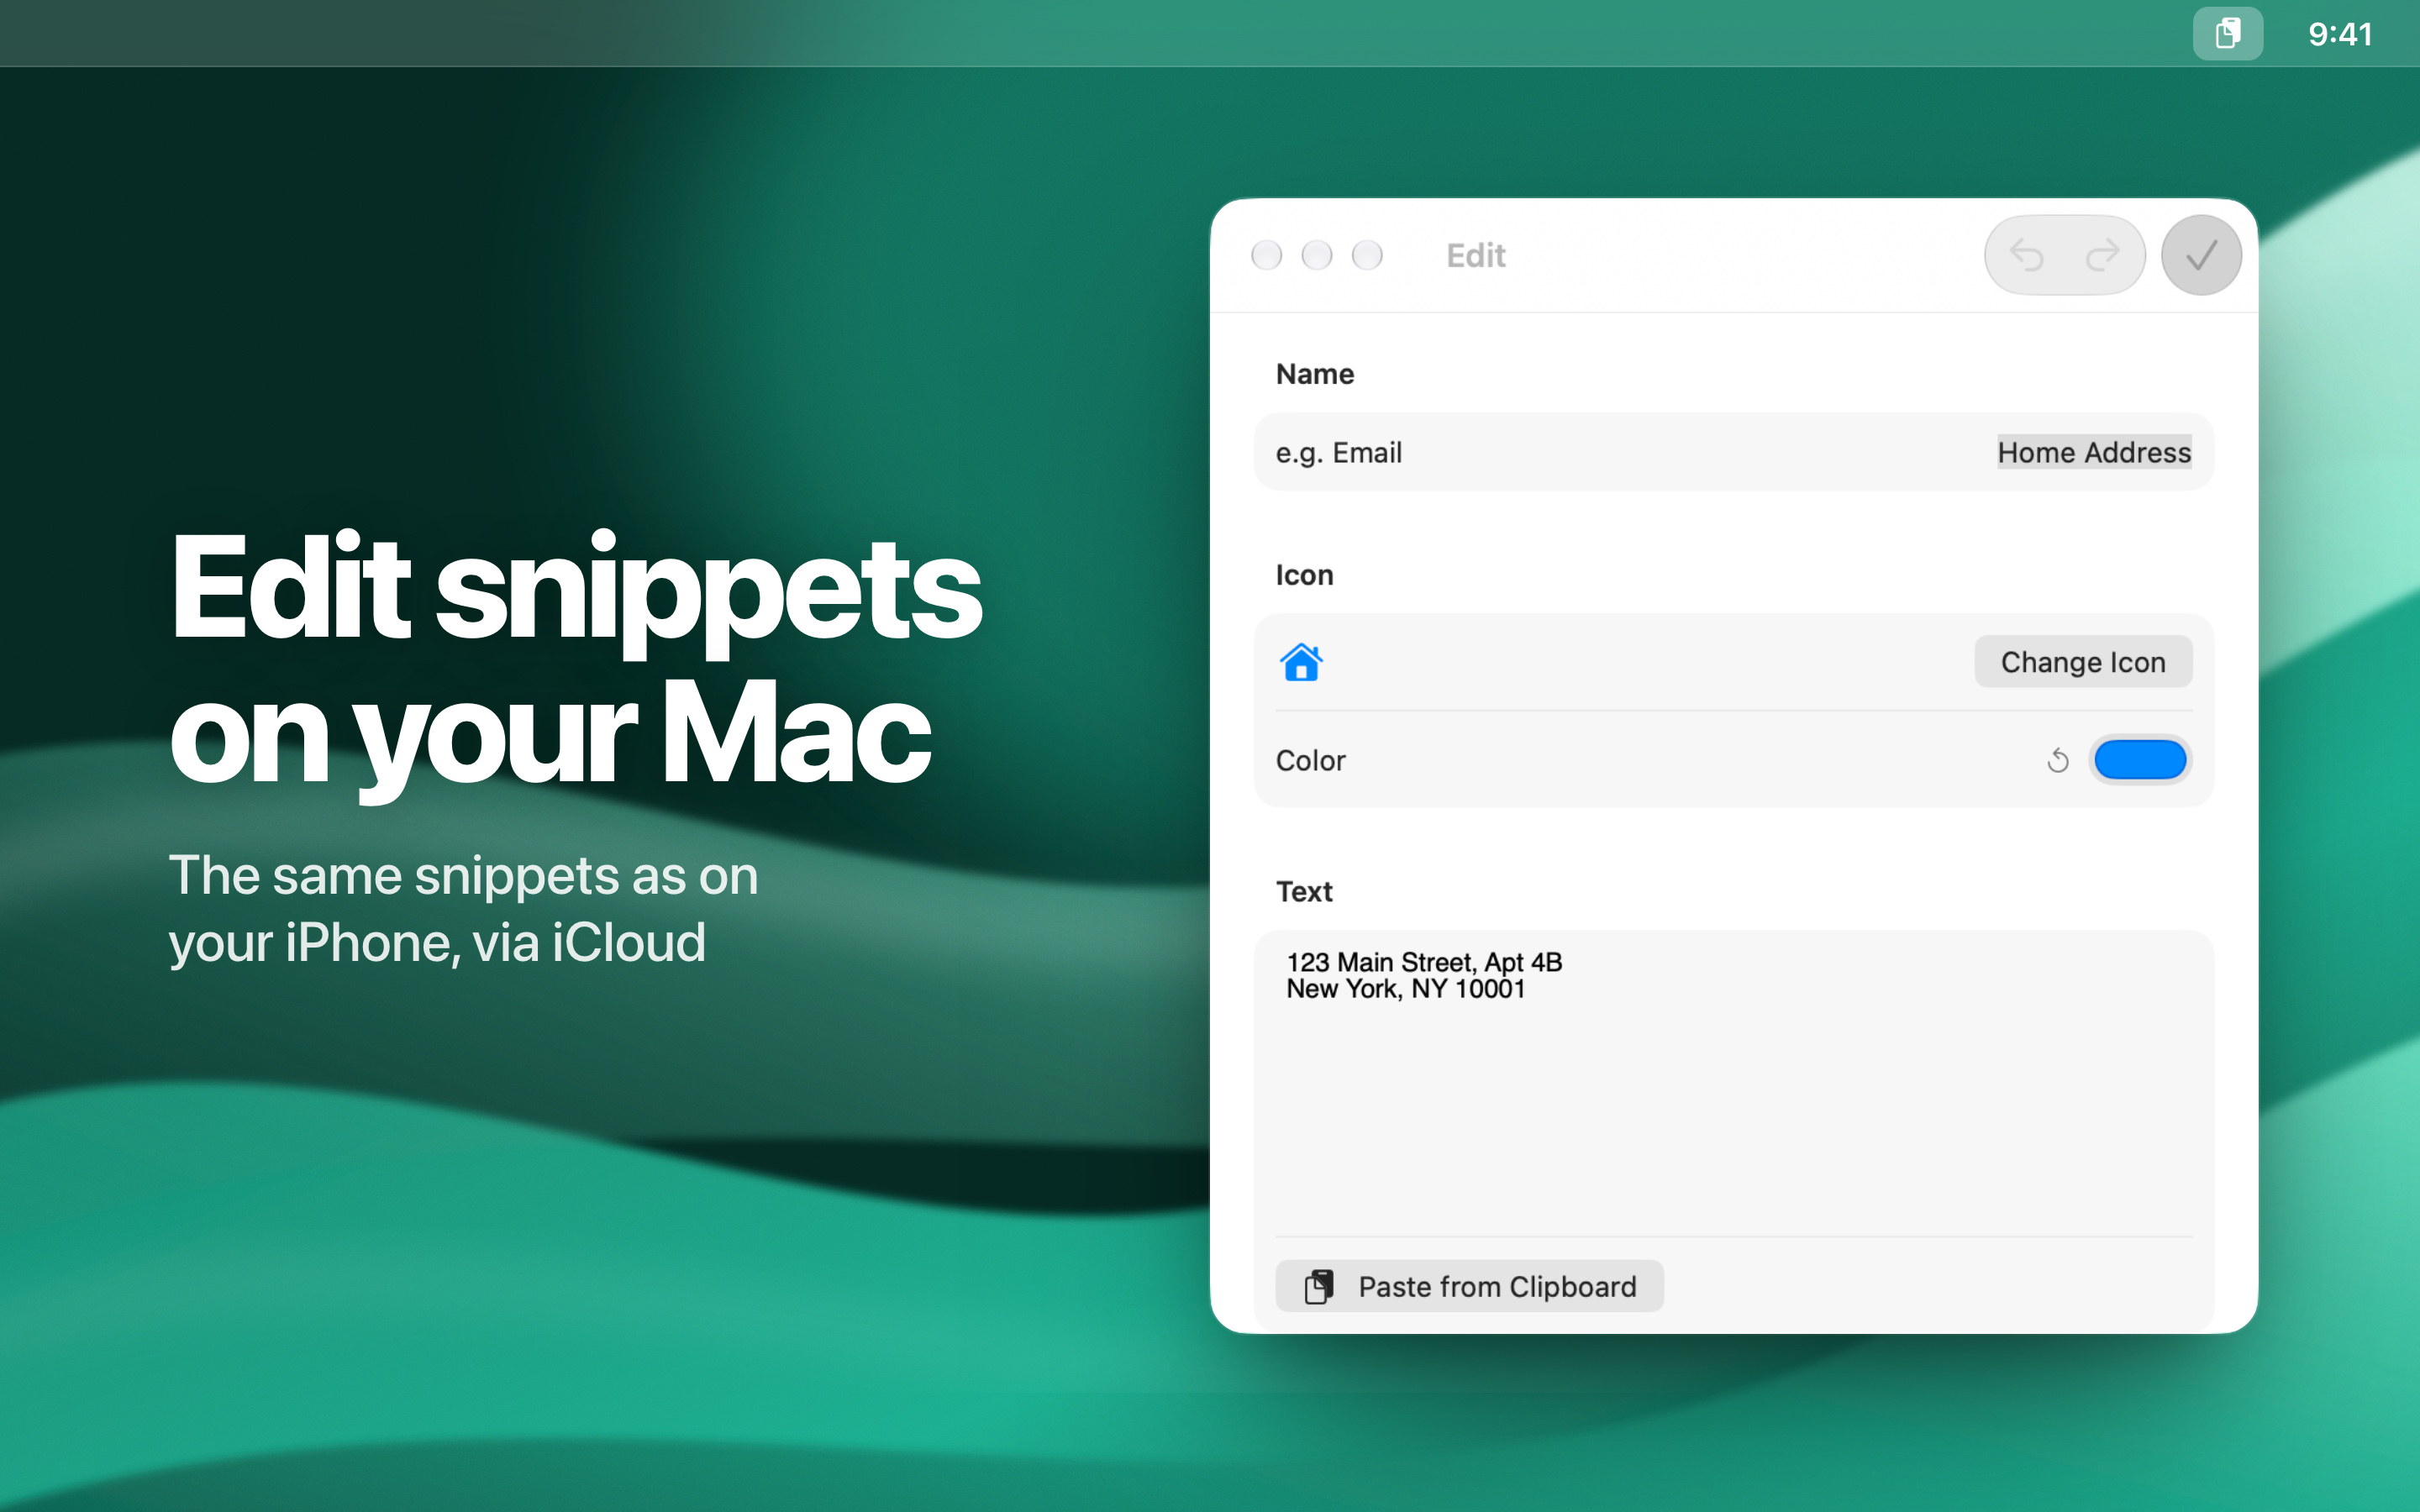 9:41
Edit snippets
on your Mac
The same snippets as on
your iPhone, via iCloud
Edit
Name
e.g. Email
Home Address
Icon
Change Icon
Color
Text
123 Main Street, Apt 4B
New York, NY 10001
Paste from Clipboard